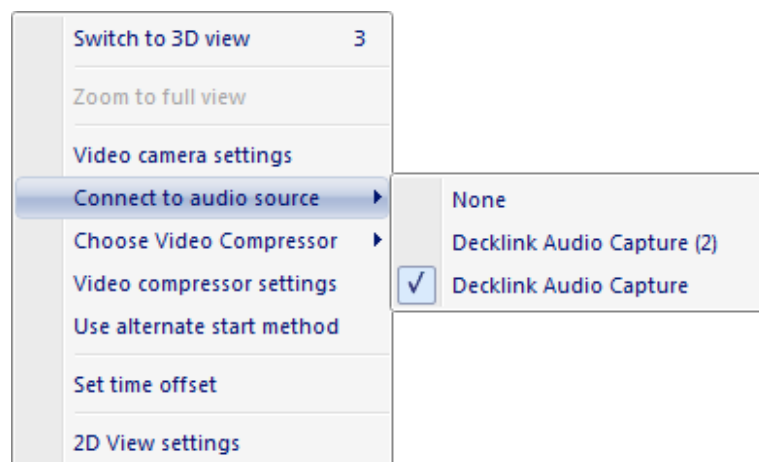 Switch to 3D view 3
Zoom to full view
Video camera settings
Connect to audio source
Choose Video Compressor
Video compressor settings
Use alternate start method
Set time offset
2D View settings
None
Decklink Audio Capture (2)
Decklink Audio Capture